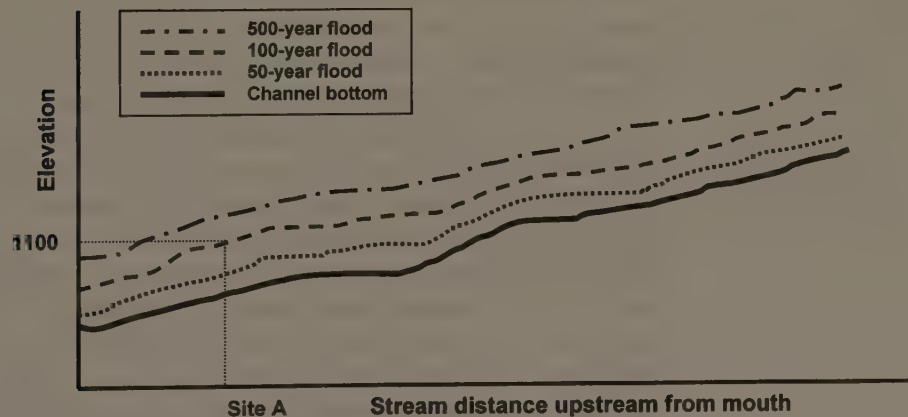 500-year flood
100-year flood
50-year flood
Channel bottom
Elevation
1100
Site A
Stream distance upstream from mouth